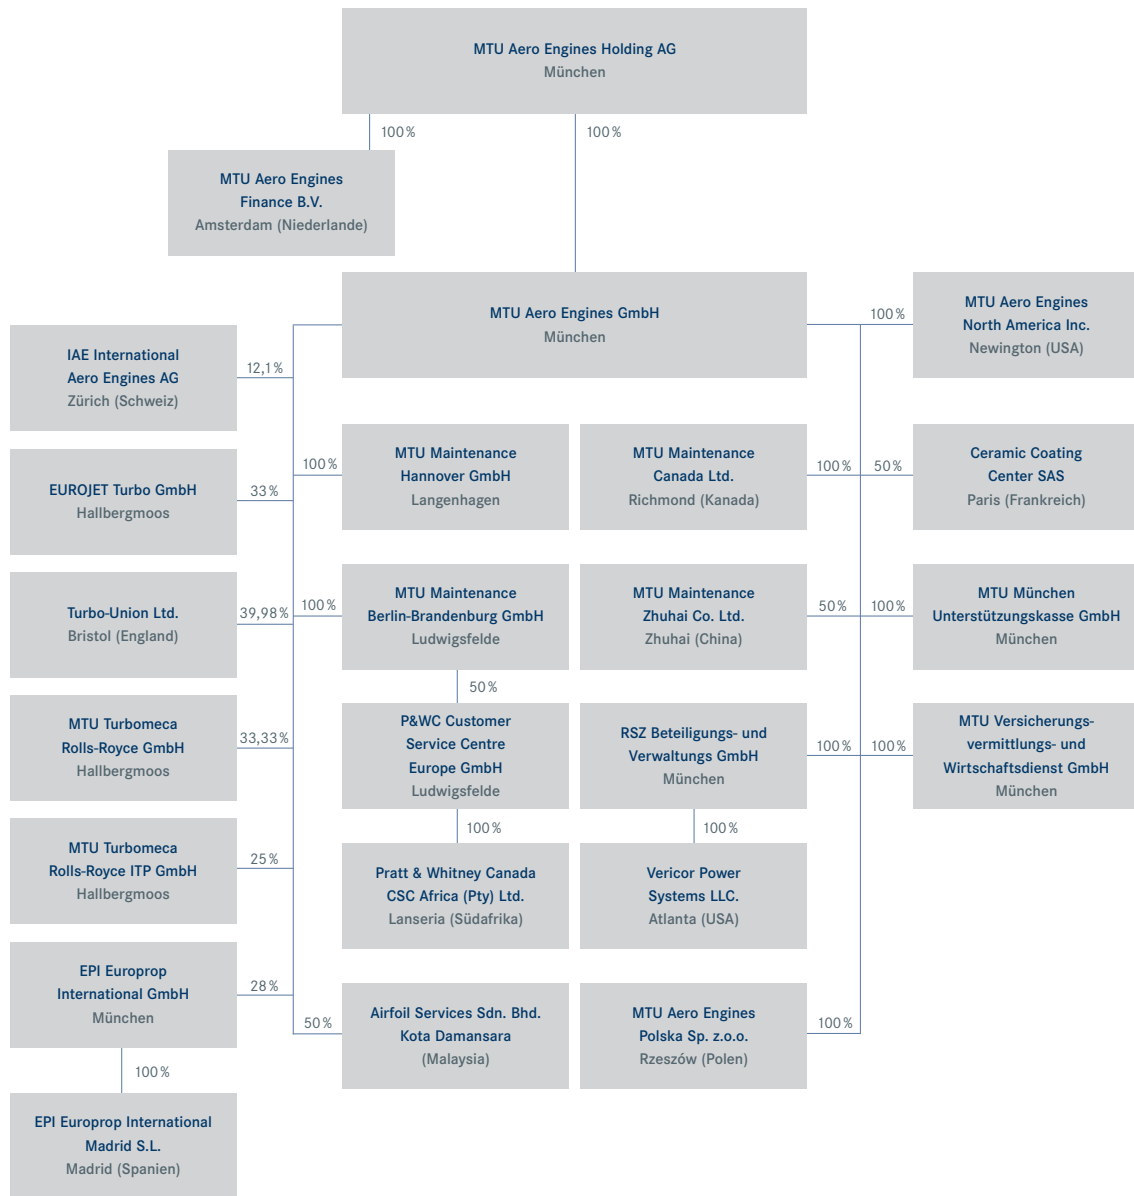 MTU Aero Engines Holding AG
München
100 %
100 %
MTU Aero Engines
Finance B.V.
Amsterdam (Niederlande)
MTU Aero Engines GmbH
München
100 %
MTU Aero Engines
North America Inc.
Newington (USA)
IAE International
Aero Engines AG
Zürich (Schweiz)
12,1 %
100 %
MTU Maintenance
Hannover GmbH
Langenhagen
MTU Maintenance
Canada Ltd.
Richmond (Kanada)
100 %
50 %
Ceramic Coating
Center SAS
Paris (Frankreich)
EUROJET Turbo GmbH
Hallbergmoos
33 %
Turbo-Union Ltd.
Bristol (England)
39,98 %
100 %
MTU Maintenance
Berlin-Brandenburg GmbH
Ludwigsfelde
MTU Maintenance
Zhuhai Co. Ltd.
Zhuhai (China)
50 %
100 %
MTU München
Unterstützungskasse GmbH
München
50 %
MTU Turbomeca
Rolls-Royce GmbH
Hallbergmoos
33,33 %
P&WC Customer
Service Centre
Europe GmbH
Ludwigsfelde
RSZ Beteiligungs- und
Verwaltungs GmbH
München
100 %
100 %
MTU Versicherungs-
vermittlungs- und
Wirtschaftsdienst GmbH
München
100 %
100 %
MTU Turbomeca
Rolls-Royce ITP GmbH
Hallbergmoos
25 %
Pratt & Whitney Canada
CSC Africa (Pty) Ltd.
Lanseria (Südafrika)
Vericor Power
Systems LLC.
Atlanta (USA)
EPI Europrop
International GmbH
München
28 %
50 %
Airfoil Services Sdn. Bhd.
Kota Damansara
(Malaysia)
MTU Aero Engines
Polska Sp. z.o.o.
Rzeszów (Polen)
100 %
100 %
EPI Europrop International
Madrid S.L.
Madrid (Spanien)